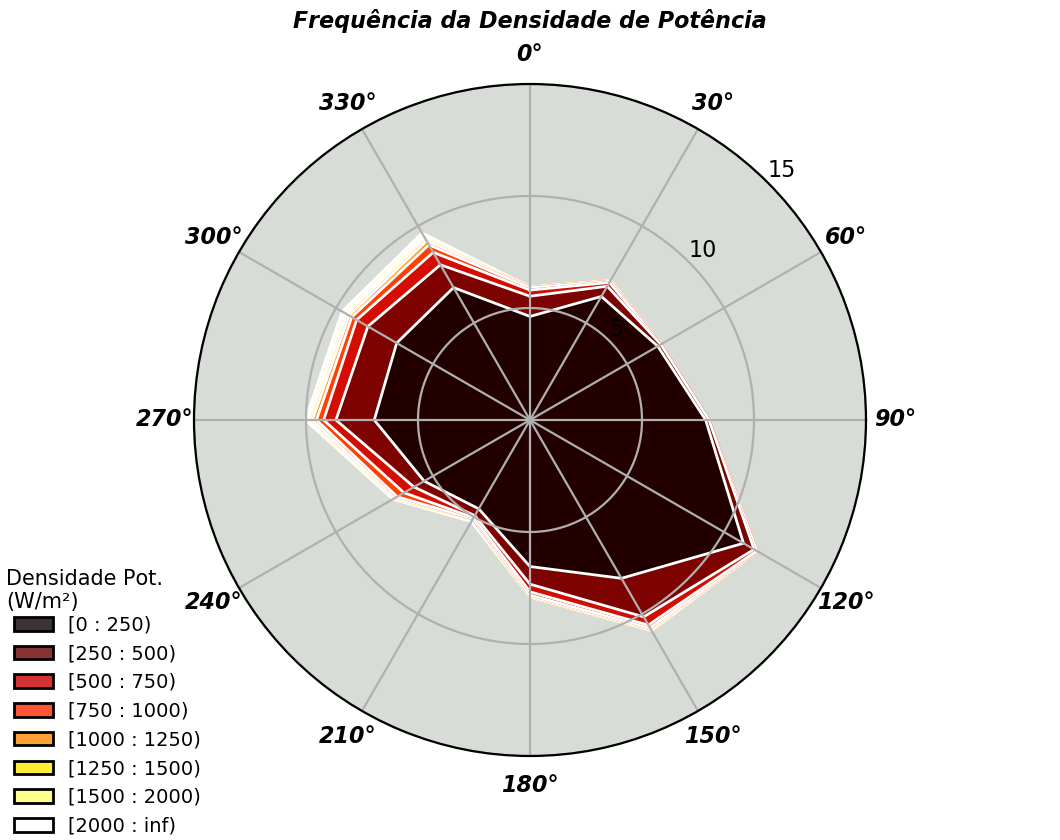 Frequência da Densidade de Potência
0°
330°
30°
15
300°
60°
10
5
270°
90°
240°
120°
210°
150°
180°
Densidade Pot.
(W/m²)
[0 : 250)
[250 : 500)
[500 : 750)
[750 : 1000)
[1000 : 1250)
[1250 : 1500)
[1500 : 2000)
[2000 : inf)